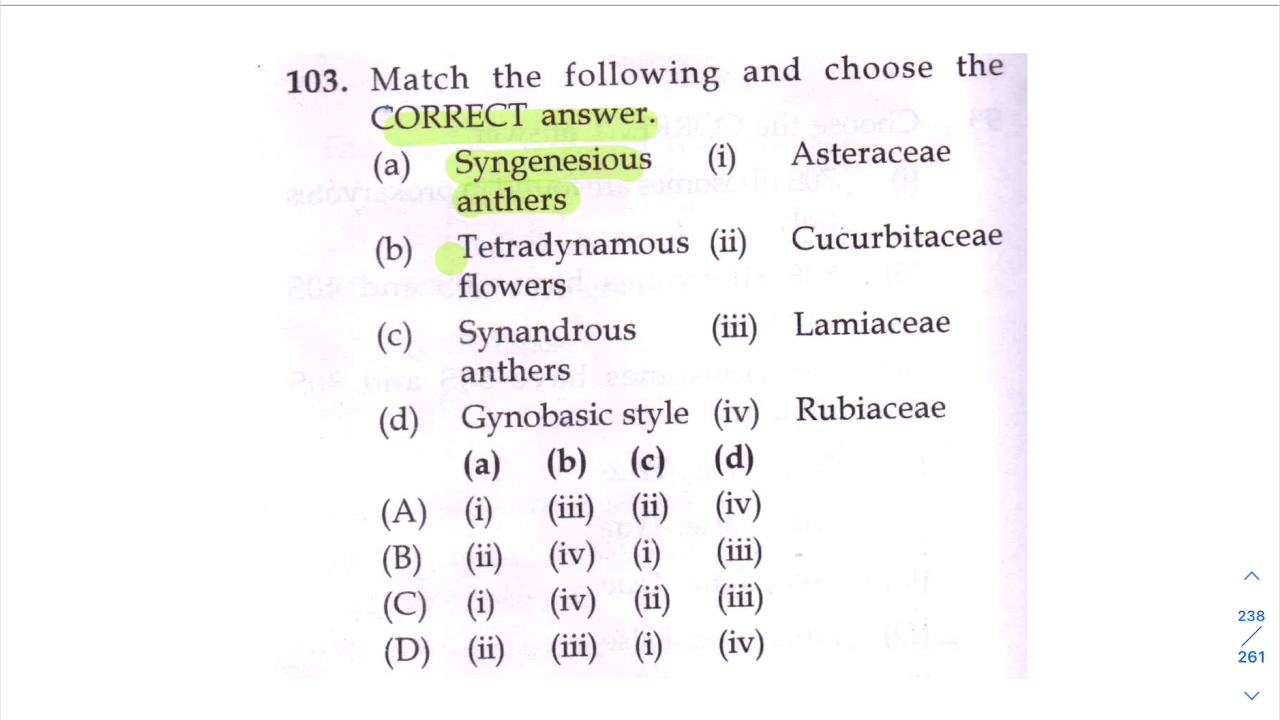 103. Match the following and choose the
CORRECT answer.
(a) Syngenesious (i) Asteraceae
anthers
(b) Tetradynamous (ii) Cucurbitaceae
flowers
(c) Synandrous (iii) Lamiaceae
anthers
(d) Gynobasic style (iv) Rubiaceae
(a) (b) (c) (d)
(A) (i) (iii) (ii) (iv)
(B) (ii) (iv) (i) (iii)
(C) (i) (iv) (ii) (iii)
(D) (ii) (iii) (i) (iv)
238
261